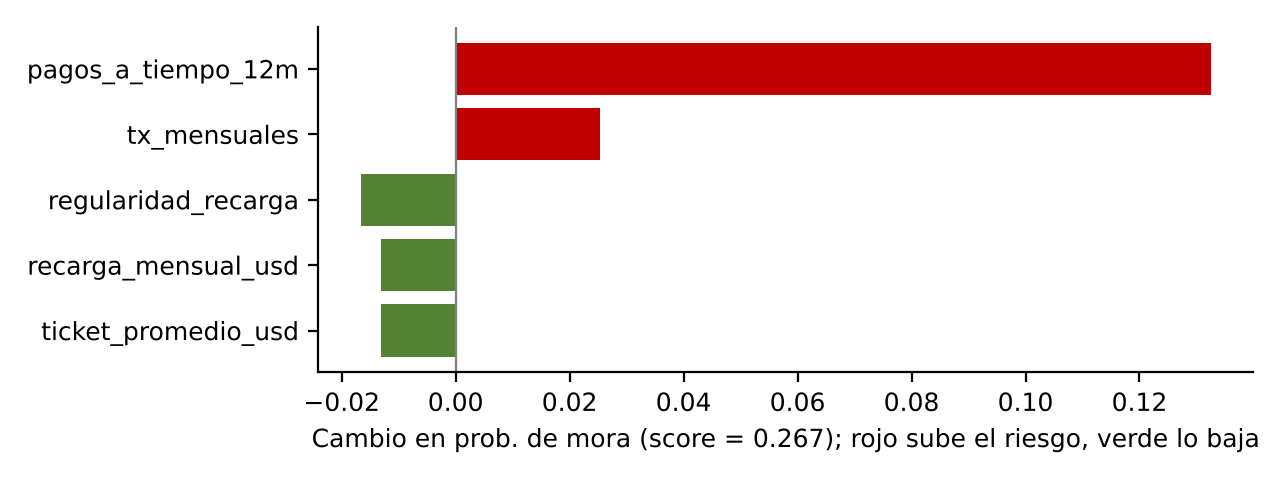 pagos_a_tiempo_12m
tx_mensuales
regularidad_recarga
recarga_mensual_usd
ticket_promedio_usd
−0.02 0.00 0.02 0.04 0.06 0.08 0.10 0.12
Cambio en prob. de mora (score = 0.267); rojo sube el riesgo, verde lo baja